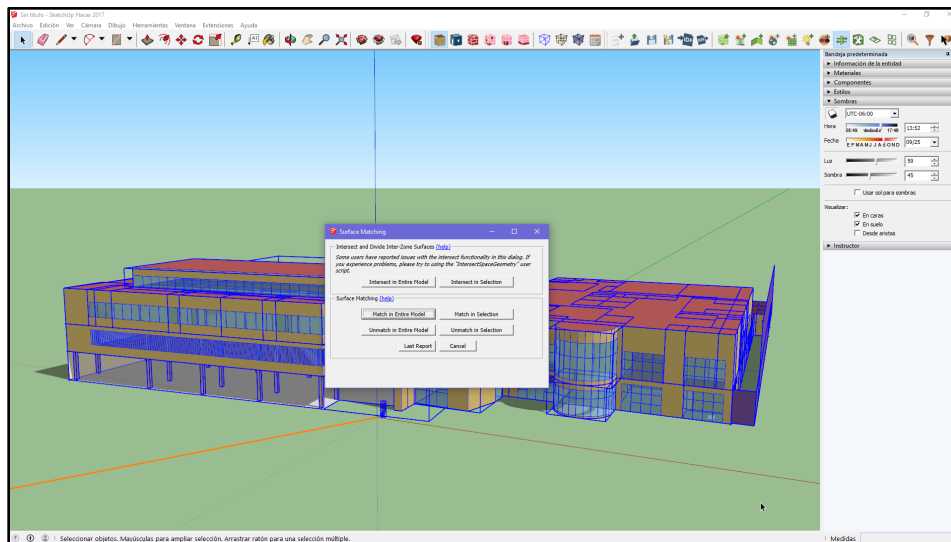 Sin título - SketchUp Hacer 2017
Archivo Edición Ver Cámara Dibujo Herramientas Ventana Extensiones Ayuda
Bandeja predeterminada
Información de la entidad
Materiales
Componentes
Estilos
Sombras
UTC-06:00
Hora
05:49
17:48
13:52
Fecha
E F M A M J J A S O N D
09/25
Luz
59
Sombra
45
Usar sol para sombras
Visualizar:
En caras
En suelo
Desde aristas
Instructor
Surface Matching
Intersect and Divide Inter-Zone Surfaces (help)
Some users have reported issues with the intersect functionality in this dialog. If
you experience problems, please try to using the "IntersectSpaceGeometry" user
script.
Intersect in Entire Model Intersect in Selection
Surface Matching (help)
Match in Entire Model Match in Selection
Unmatch in Entire Model Unmatch in Selection
Last Report Cancel
Seleccionar objetos. Mayúsculas para ampliar selección. Arrastrar ratón para una selección múltiple.
Medidas